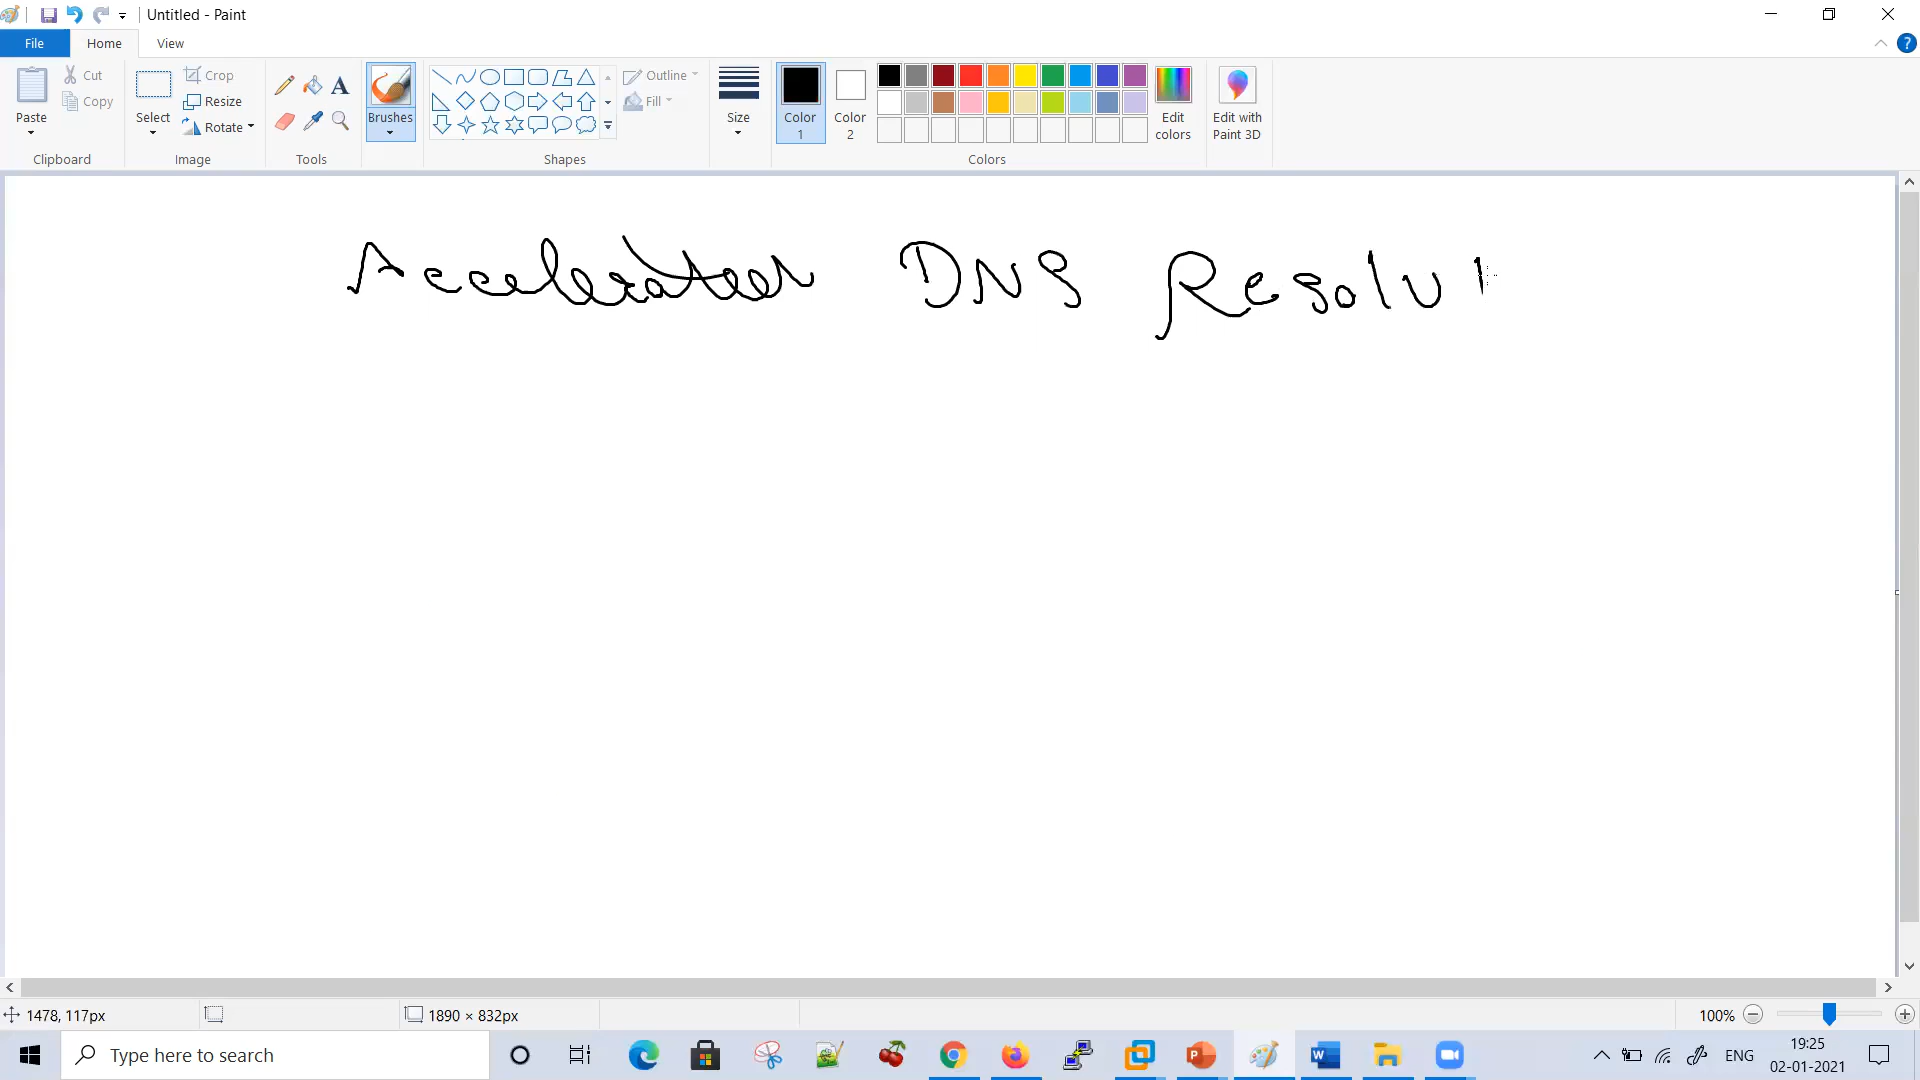 Untitled - Paint
File Home View
Paste Cut Copy Clipboard
Select Crop Resize Rotate Image
Tools
Brushes
Shapes Outline Fill
Size
Color 1 Color 2
Edit colors Colors
Edit with Paint 3D
Accelerator DNS Resolut
1478, 117px 1890 × 832px 100%
Type here to search ENG 19:25
02-01-2021